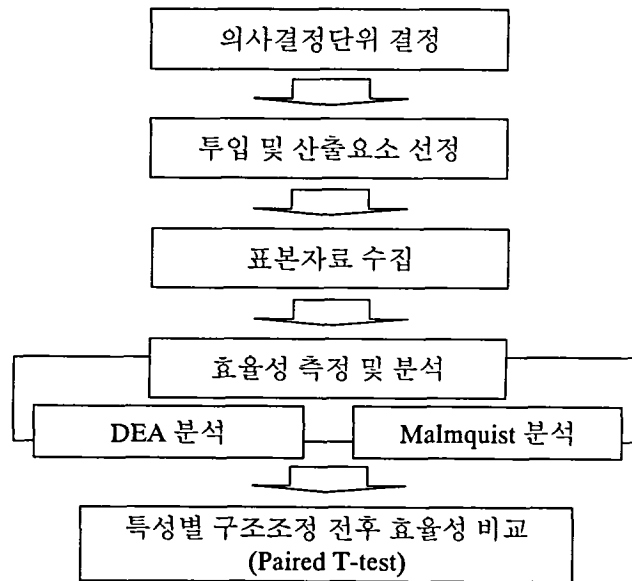 의사결정단위 결정
투입 및 산출요소 선정
표본자료 수집
효율성 측정 및 분석
DEA 분석
Malmquist 분석
특성별 구조조정 전후 효율성 비교
(Paired T-test)